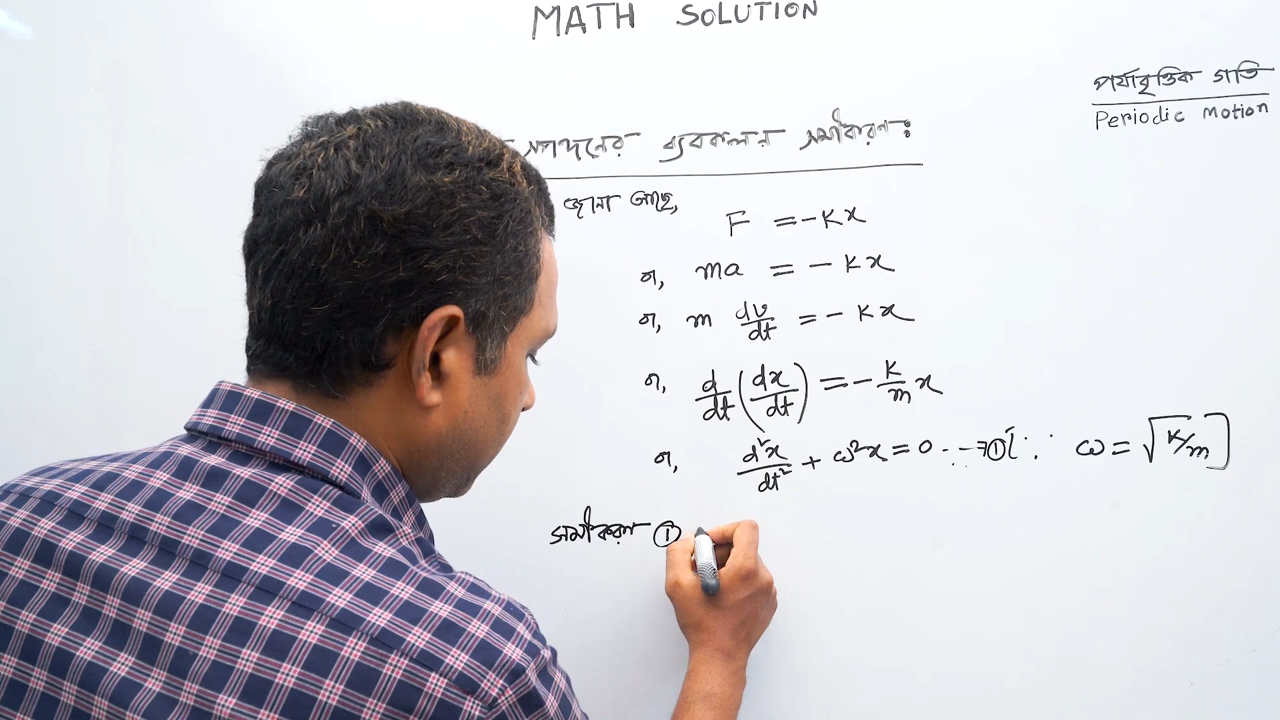 MATH SOLUTION
পর্যাবৃত্তিক গতি
Periodic Motion
স্পন্দনের ব্যবকলন সমীকরণ:
জানা আছে,
F = -Kx
বা, ma = - Kx
বা, m dv/dt = - Kx
বা, d/dt (dx/dt) = - K/m x
বা, d²x/dt² + ω²x = 0 ---→① [∵ ω = √K/m]
সমীকরণ ①